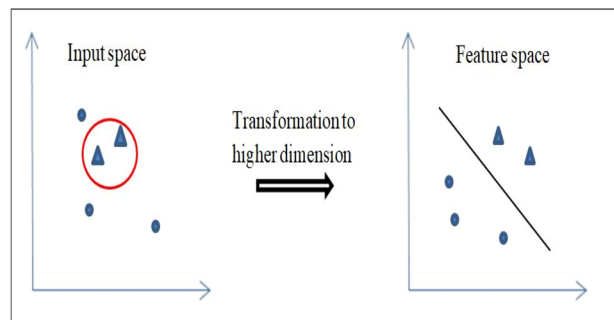 Input space
Transformation to
higher dimension
Feature space